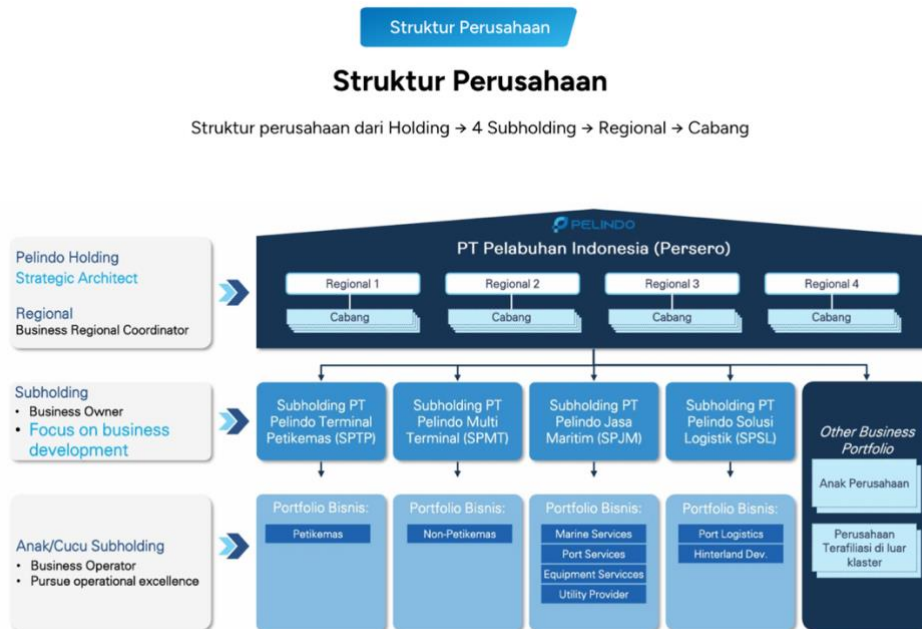 Struktur Perusahaan
Struktur Perusahaan
Struktur perusahaan dari Holding → 4 Subholding → Regional → Cabang
PELINDO
PT Pelabuhan Indonesia (Persero)
Pelindo Holding
Strategic Architect
Regional
Business Regional Coordinator
Regional 1
Regional 2
Regional 3
Regional 4
Cabang
Cabang
Cabang
Cabang
Subholding
• Business Owner
• Focus on business
development
Subholding PT
Pelindo Terminal
Petikemas (SPTP)
Subholding PT
Pelindo Multi
Terminal (SPMT)
Subholding PT
Pelindo Jasa
Maritim (SPJM)
Subholding PT
Pelindo Solusi
Logistik (SPSL)
Other Business
Portfolio
Anak Perusahaan
Perusahaan
Terafiliasi di luar
klaster
Anak/Cucu Subholding
• Business Operator
• Pursue operational excellence
Portfolio Bisnis:
Petikemas
Portfolio Bisnis:
Non-Petikemas
Portfolio Bisnis:
Marine Services
Port Services
Equipment Servicces
Utility Provider
Portfolio Bisnis:
Port Logistics
Hinterland Dev.